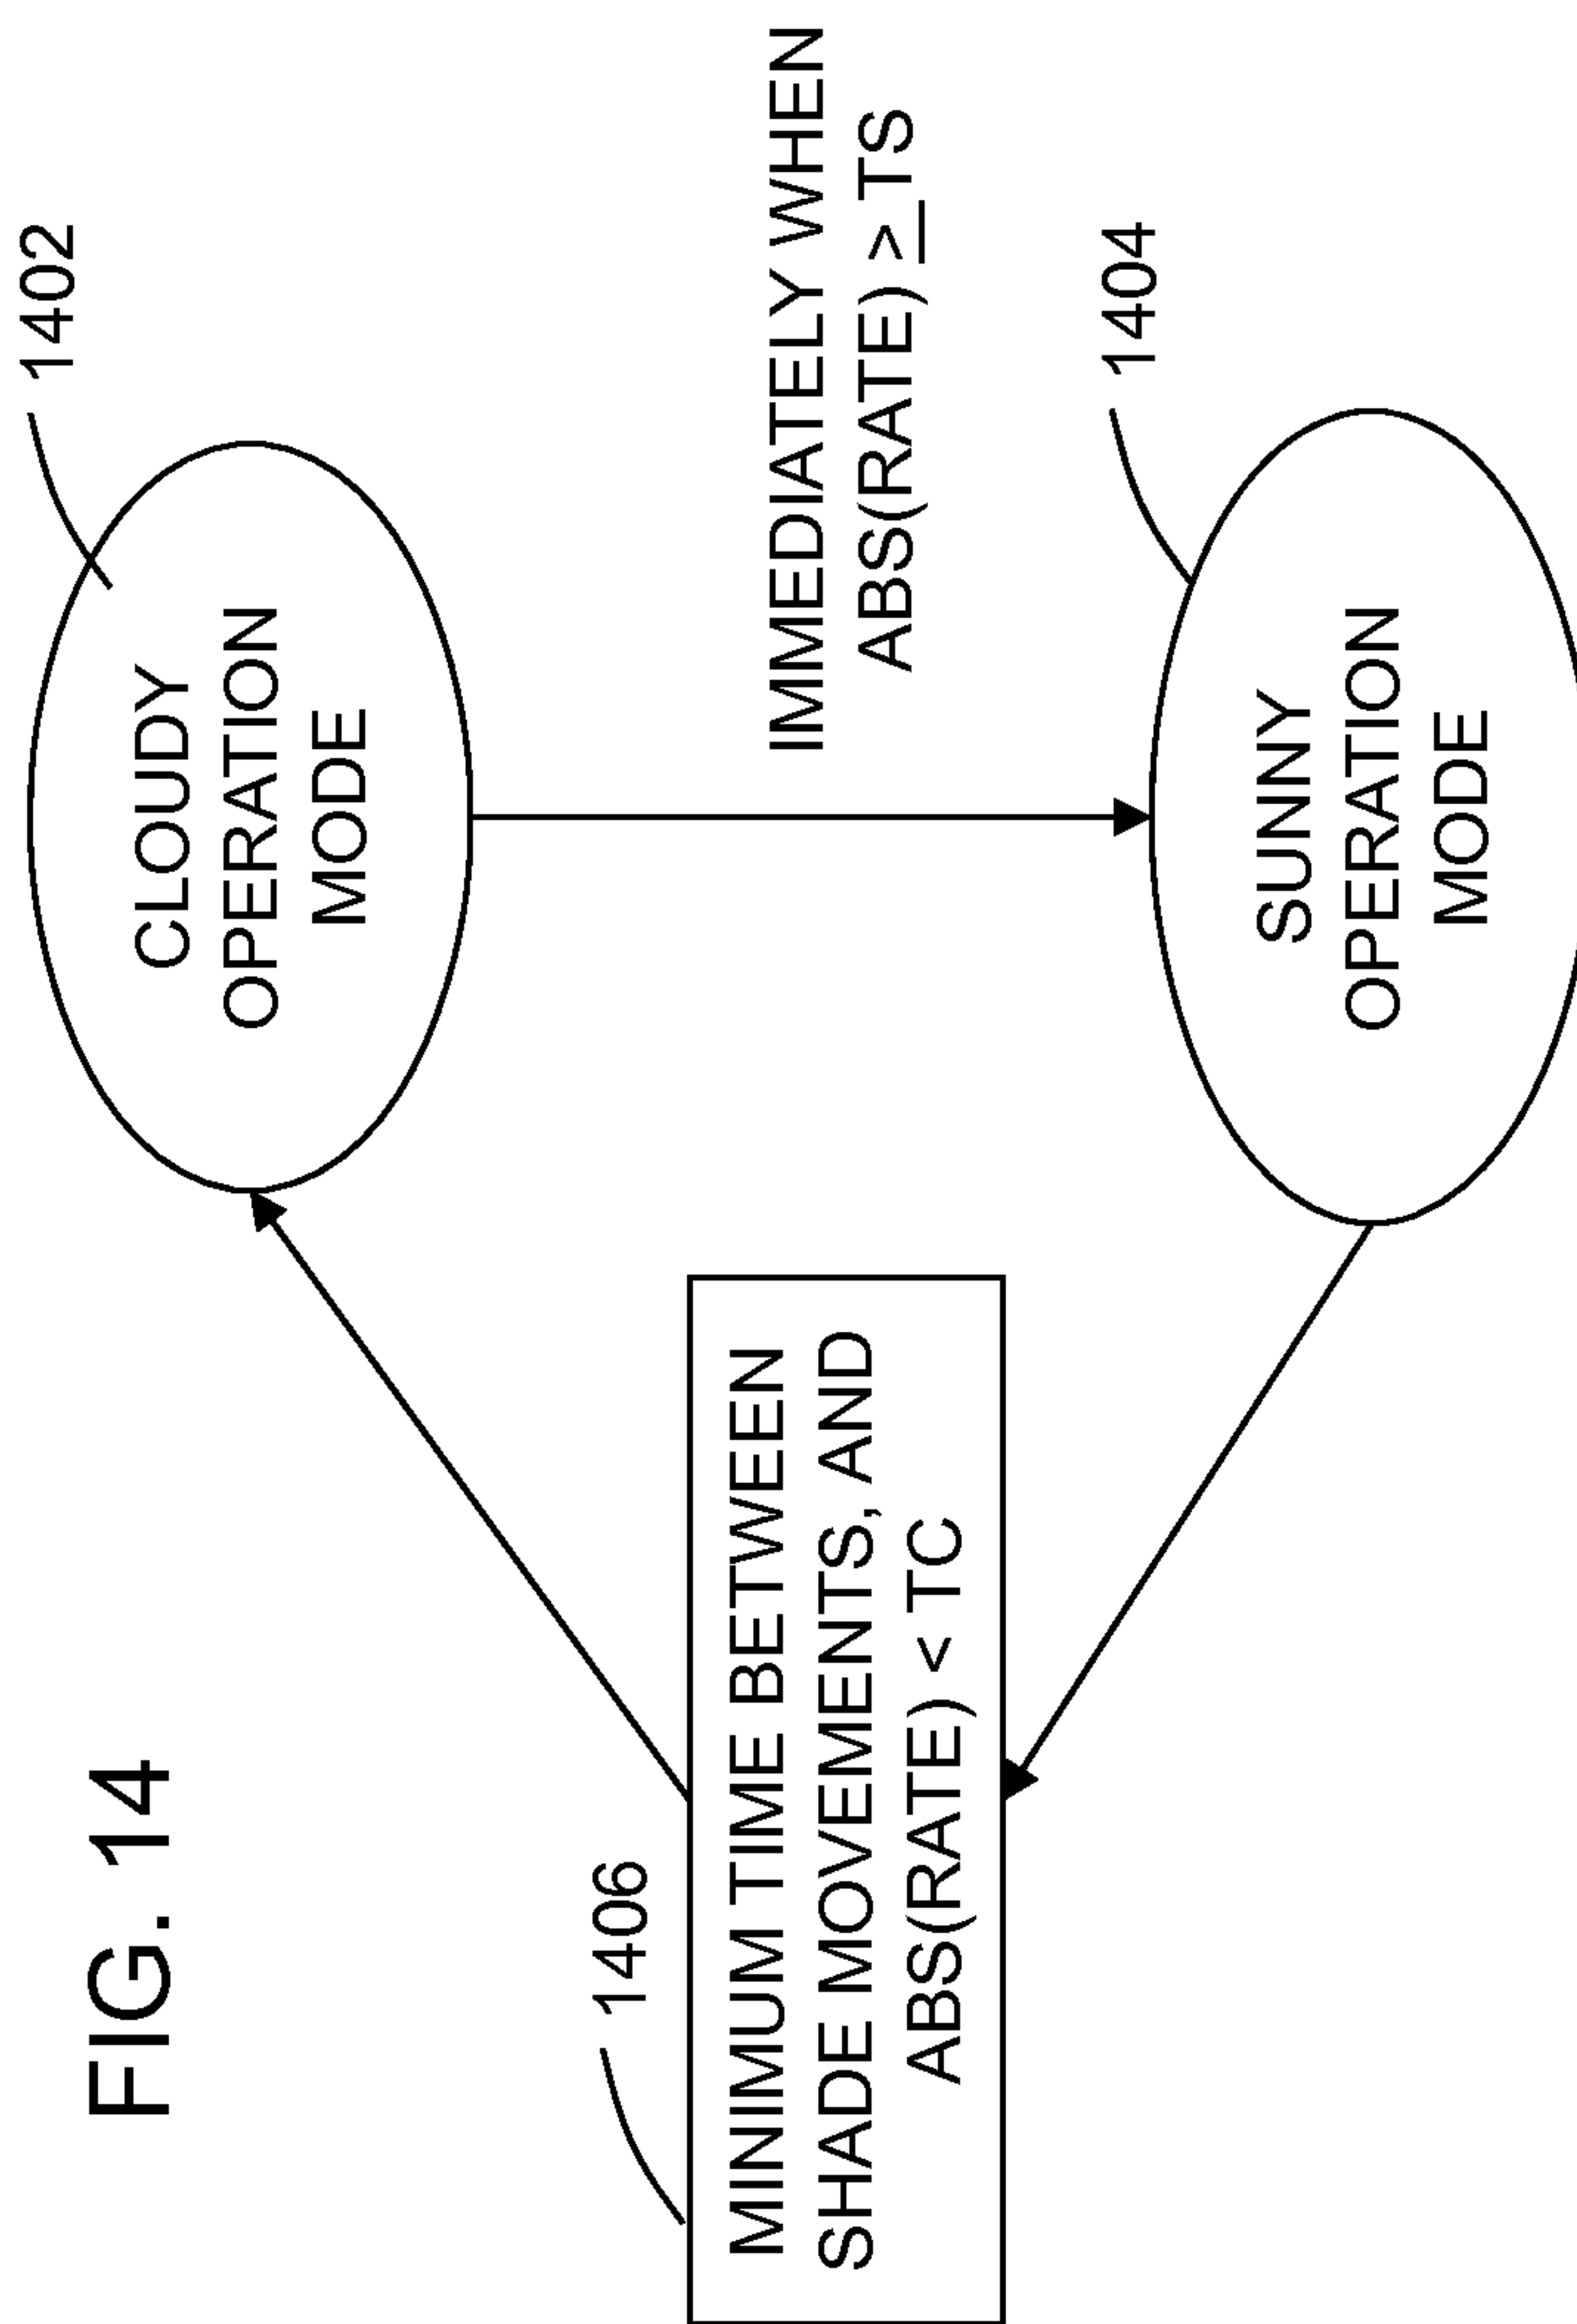 FIG. 14
1402
CLOUDY
OPERATION
MODE
1406
MINIMUM TIME BETWEEN
SHADE MOVEMENTS, AND
ABS(RATE) < TC
IMMEDIATELY WHEN
ABS(RATE) ≥TS
1404
SUNNY
OPERATION
MODE